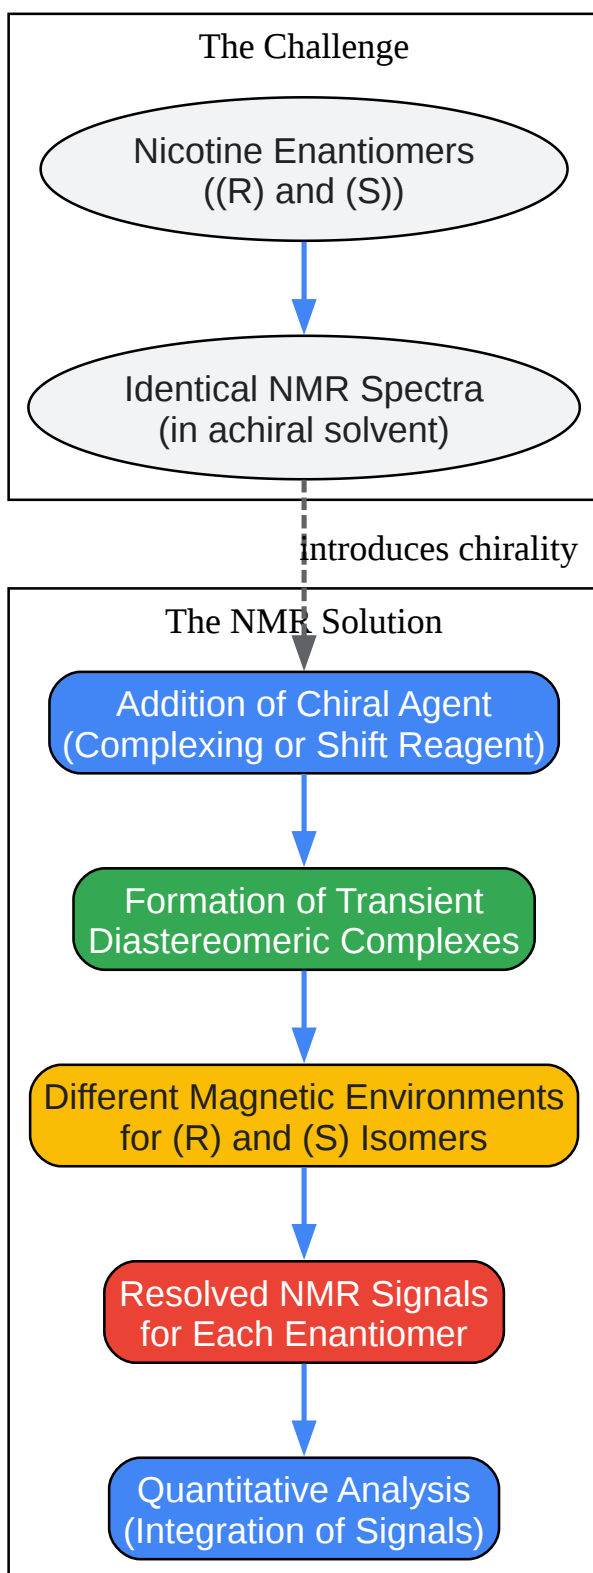 The Challenge
Nicotine Enantiomers
((R) and (S))
Identical NMR Spectra
(in achiral solvent)
introduces chirality
The NMR Solution
Addition of Chiral Agent
(Complexing or Shift Reagent)
Formation of Transient
Diastereomeric Complexes
Different Magnetic Environments
for (R) and (S) Isomers
Resolved NMR Signals
for Each Enantiomer
Quantitative Analysis
(Integration of Signals)